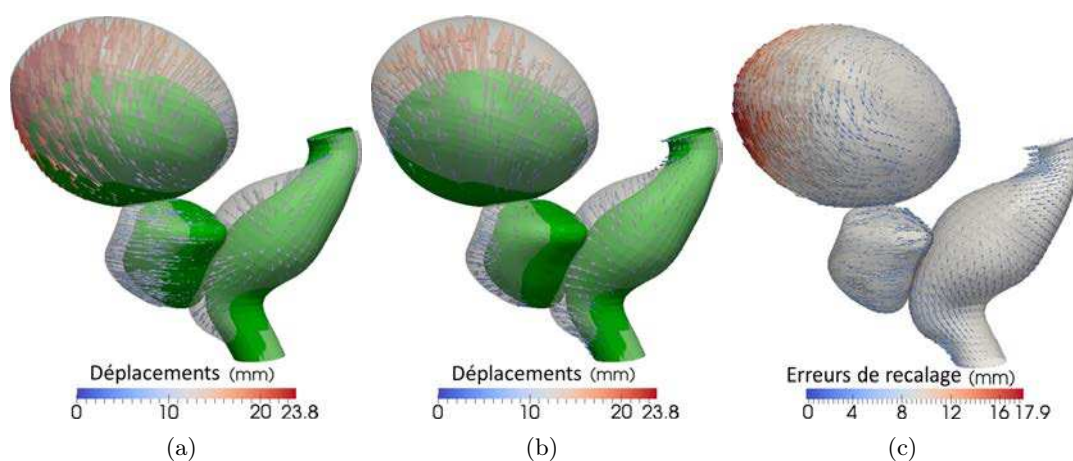 Déplacements (mm)
0 10 20 23.8
(a)
Déplacements (mm)
0 10 20 23.8
(b)
Erreurs de recalage (mm)
0 4 8 12 16 17.9
(c)